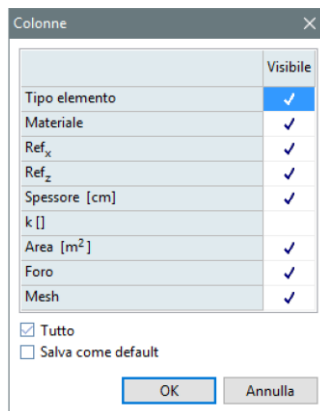 Colonne
Visibile
Tipo elemento
Materiale
Refx
Refz
Spessore [cm]
k []
Area [m²]
Foro
Mesh
Tutto
Salva come default
OK Annulla